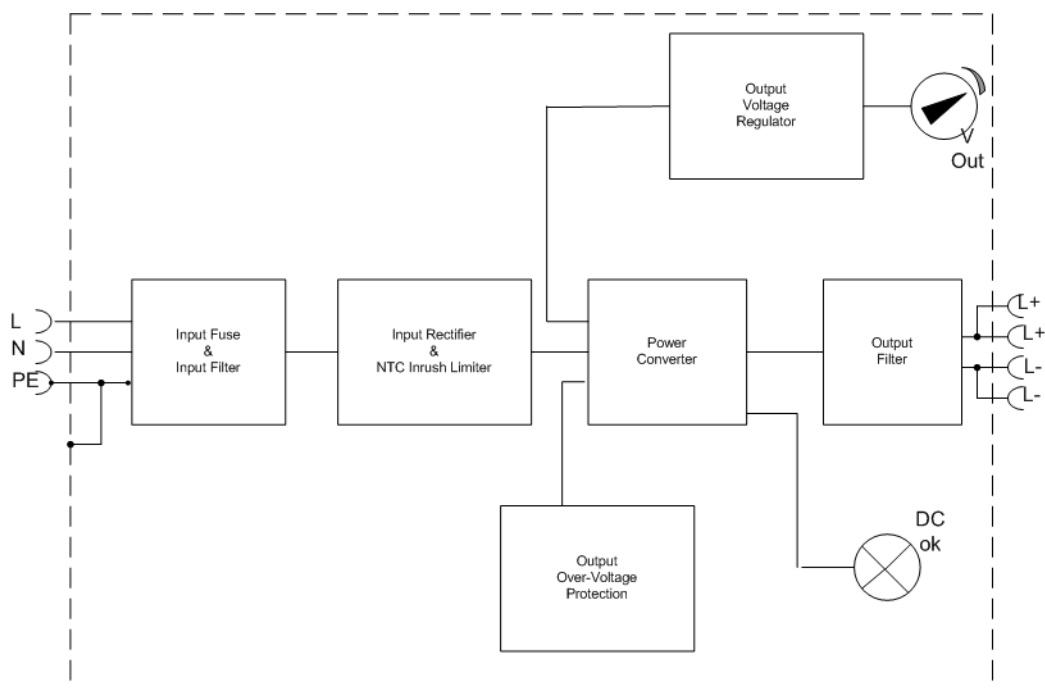 Output
Voltage
Regulator
V
Out
L
N
PE
Input Fuse
&
Input Filter
Input Rectifier
&
NTC Inrush Limiter
Power
Converter
Output
Filter
L+
L+
L-
L-
Output
Over-Voltage
Protection
DC
ok